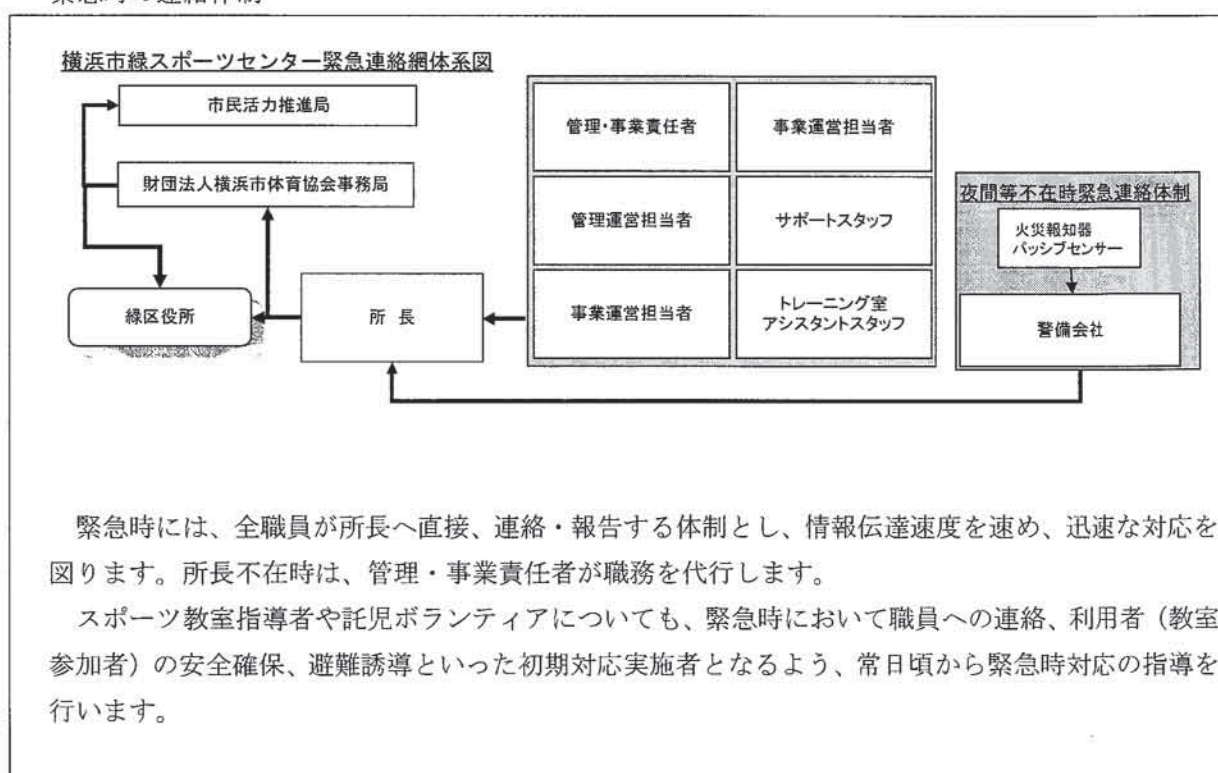 横浜市緑スポーツセンター緊急連絡網体系図
市民活力推進局
財団法人横浜市体育協会事務局
緑区役所
所 長
管理・事業責任者
事業運営担当者
管理運営担当者
サポートスタッフ
事業運営担当者
トレーニング室
アシスタントスタッフ
夜間等不在時緊急連絡体制
火災報知器
パッシブセンサー
警備会社
緊急時には、全職員が所長へ直接、連絡・報告する体制とし、情報伝達速度を速め、迅速な対応を
図ります。所長不在時は、管理・事業責任者が職務を代行します。
スポーツ教室指導者や託児ボランティアについても、緊急時において職員への連絡、利用者（教室
参加者）の安全確保、避難誘導といった初期対応実施者となるよう、常日頃から緊急時対応の指導を
行います。